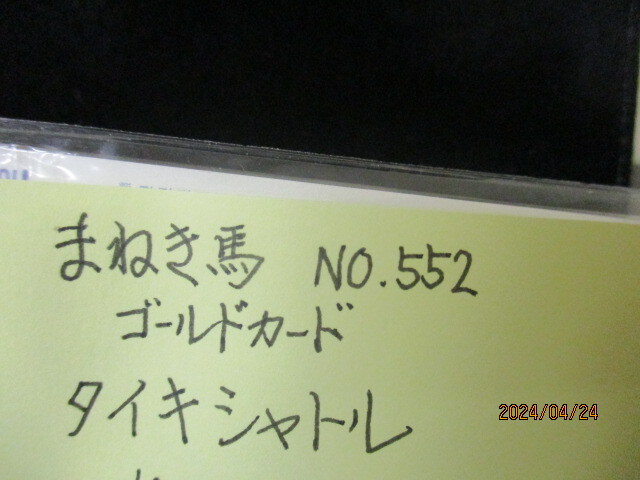 まねき馬 NO.552
ゴールドカード
タイキシャトル
2024/04/24